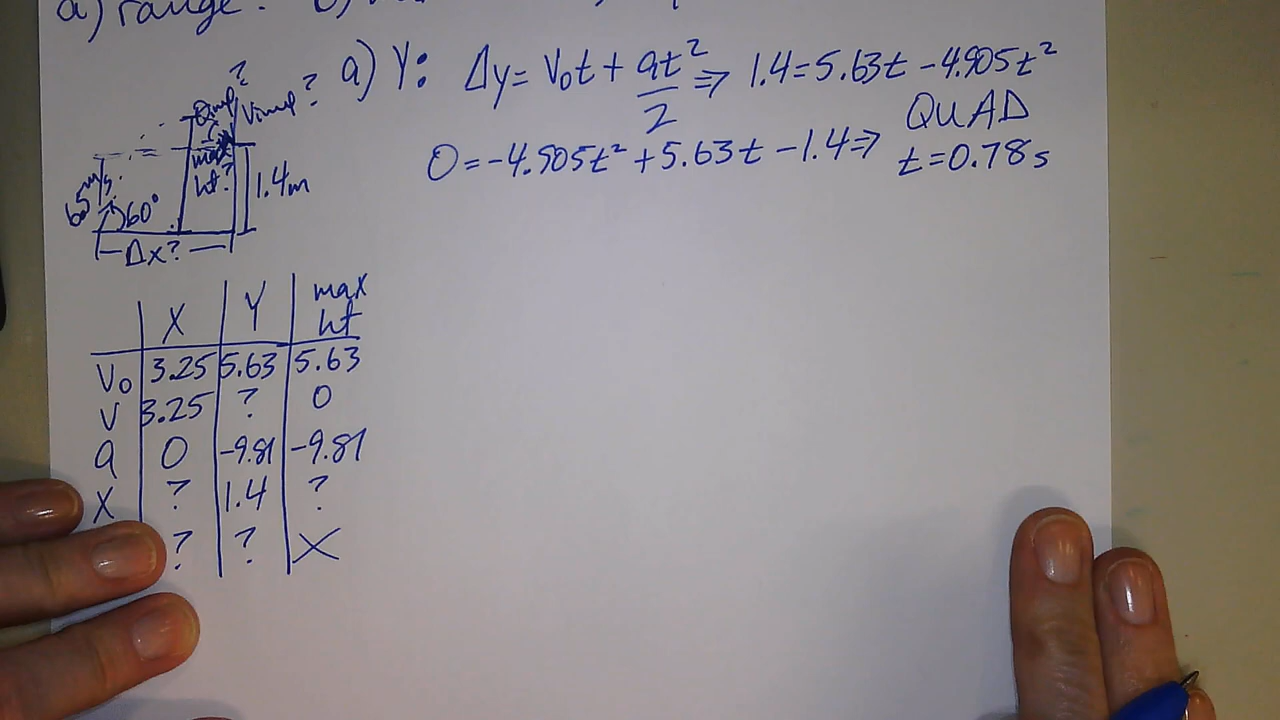 a) range?
a) Y: Δy = V₀t + at²/2 ⇒ 1.4 = 5.63t - 4.905t²
0 = -4.905t² + 5.63t - 1.4 ⇒ QUAD
t = 0.78 s
?
Θimp?
Vimp?
max
ht?
1.4m
6.5 m/s
60°
Δx?
X Y max ht
V₀ 3.25 5.63 5.63
V 3.25 ? 0
a 0 -9.81 -9.81
X ? 1.4 ?
? ? X